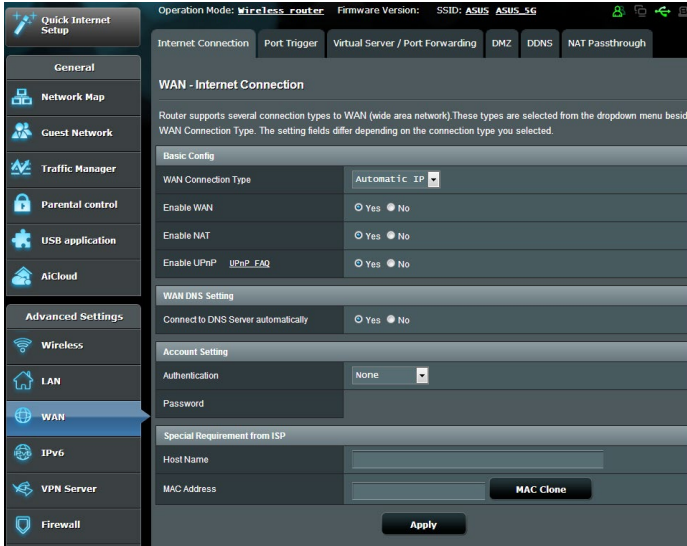 Quick Internet
Setup
Operation Mode: Wireless router Firmware Version: SSID: ASUS ASUS_5G
Internet Connection Port Trigger Virtual Server / Port Forwarding DMZ DDNS NAT Passthrough
General
Network Map
Guest Network
Traffic Manager
Parental control
USB application
AiCloud
Advanced Settings
Wireless
LAN
WAN
IPv6
VPN Server
Firewall
WAN - Internet Connection
Router supports several connection types to WAN (wide area network).These types are selected from the dropdown menu besid
WAN Connection Type. The setting fields differ depending on the connection type you selected.
Basic Config
WAN Connection Type Automatic IP
Enable WAN Yes No
Enable NAT Yes No
Enable UPnP UPnP FAQ Yes No
WAN DNS Setting
Connect to DNS Server automatically Yes No
Account Setting
Authentication None
Password
Special Requirement from ISP
Host Name
MAC Address MAC Clone
Apply